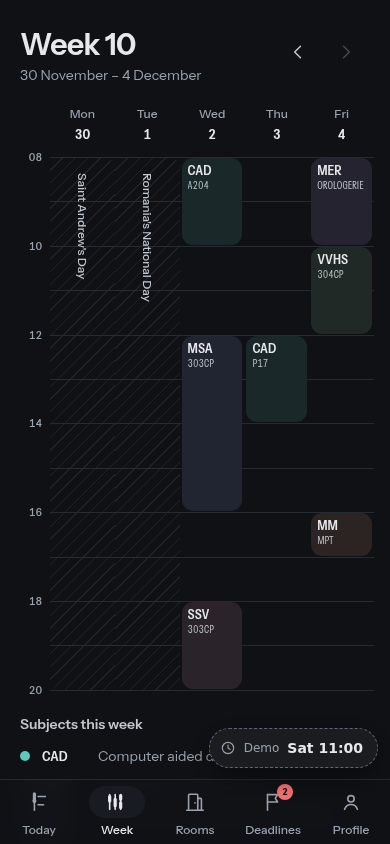 Week 10
30 November – 4 December
Mon Tue Wed Thu Fri
30 1 2 3 4
08
Saint Andrew's Day
Romania's National Day
CAD
A204
MER
OROLOGERIE
10
VVHS
304CP
12
MSA
303CP
CAD
P17
14
16
MM
MPT
18
SSV
303CP
20
Subjects this week
CAD Computer aided
Demo Sat 11:00
2
Today Week Rooms Deadlines Profile